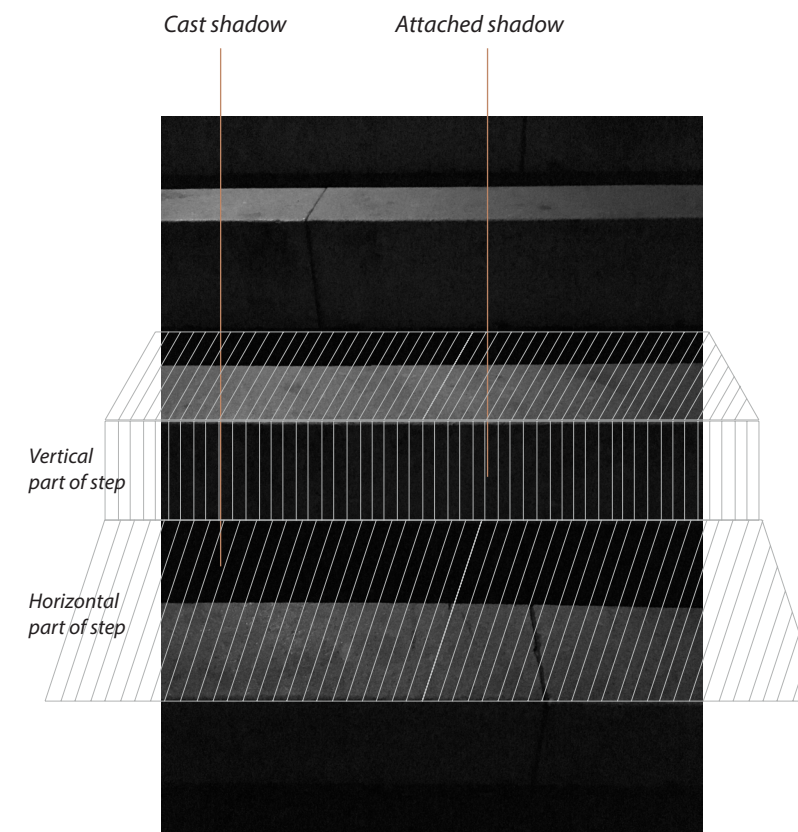 Cast shadow
Attached shadow
Vertical
part of step
Horizontal
part of step